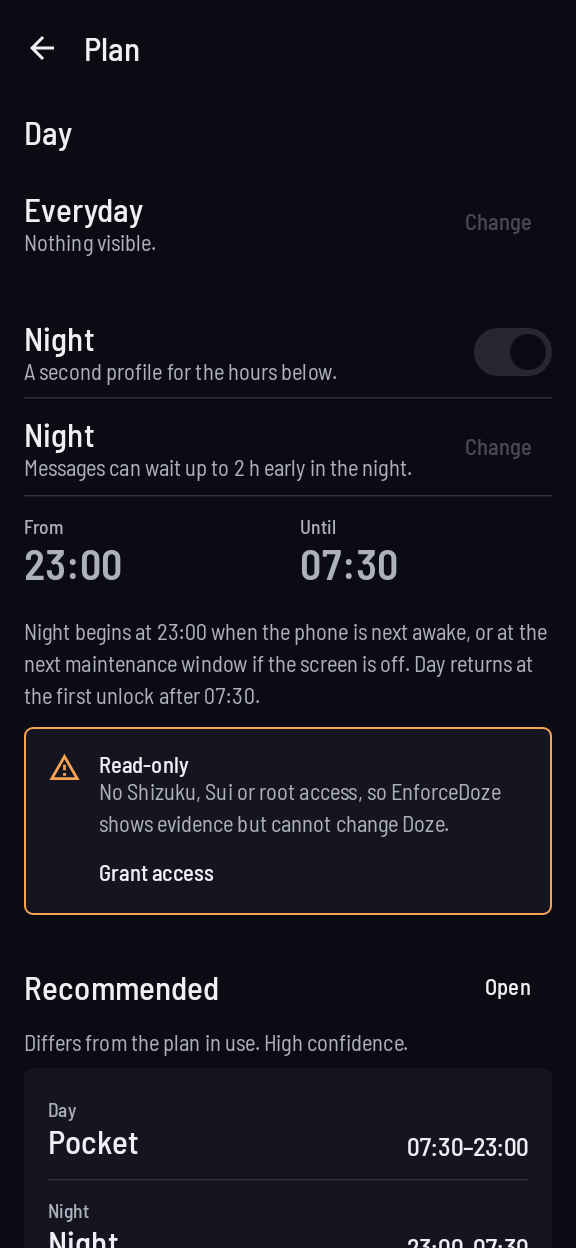 Plan
Day
Everyday
Nothing visible.
Change
Night
A second profile for the hours below.
Night
Messages can wait up to 2 h early in the night.
Change
From
Until
23:00
07:30
Night begins at 23:00 when the phone is next awake, or at the
next maintenance window if the screen is off. Day returns at
the first unlock after 07:30.
Read-only
No Shizuku, Sui or root access, so EnforceDoze
shows evidence but cannot change Doze.
Grant access
Recommended
Open
Differs from the plan in use. High confidence.
Day
Pocket
07:30–23:00
Night
Night
23:00–07:30